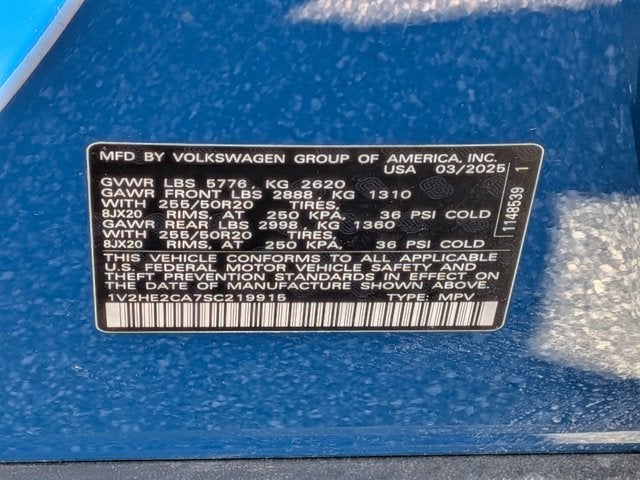 MFD BY VOLKSWAGEN GROUP OF AMERICA, INC.
USA 03/2025
GVWR LBS 5776, KG 2620
GAWR FRONT LBS 2888, KG 1310
WITH 255/50R20 TIRES,
8JX20 RIMS, AT 250 KPA, 36 PSI COLD
GAWR REAR LBS 2998, KG 1360
WITH 255/50R20 TIRES,
8JX20 RIMS, AT 250 KPA, 36 PSI COLD
THIS VEHICLE CONFORMS TO ALL APPLICABLE
U.S. FEDERAL MOTOR VEHICLE SAFETY AND
THEFT PREVENTION STANDARDS IN EFFECT ON
THE DATE OF MANUFACTURE SHOWN ABOVE.
1V2HE2CA7SC219915 TYPE: MPV
1148539 1